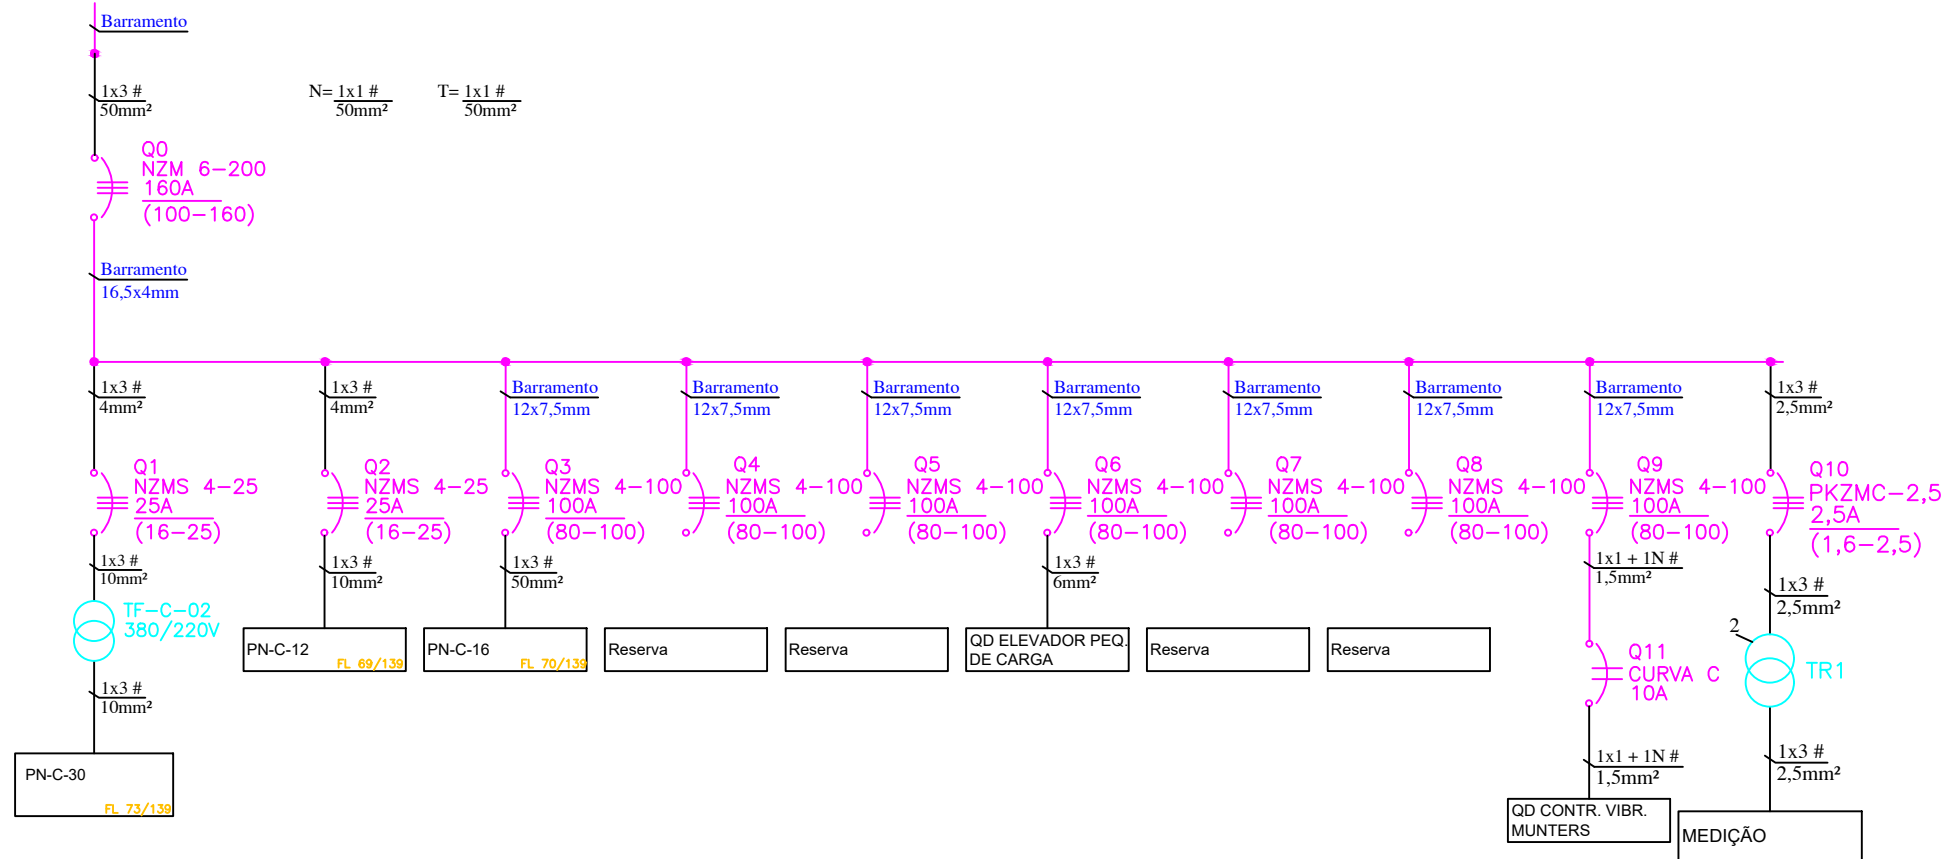 Barramento
1x3 #
50mm²
N= 1x1 #
50mm²
T= 1x1 #
50mm²
Q0
NZM 6-200
160A
(100-160)
Barramento
16,5x4mm
1x3 #
4mm²
1x3 #
4mm²
Barramento
12x7,5mm
Barramento
12x7,5mm
Barramento
12x7,5mm
Barramento
12x7,5mm
Barramento
12x7,5mm
Barramento
12x7,5mm
Barramento
12x7,5mm
1x3 #
2,5mm²
Q1
NZMS 4-25
25A
(16-25)
Q2
NZMS 4-25
25A
(16-25)
Q3
NZMS 4-100
100A
(80-100)
Q4
NZMS 4-100
100A
(80-100)
Q5
NZMS 4-100
100A
(80-100)
Q6
NZMS 4-100
100A
(80-100)
Q7
NZMS 4-100
100A
(80-100)
Q8
NZMS 4-100
100A
(80-100)
Q9
NZMS 4-100
100A
(80-100)
Q10
PKZMC-2,5
2,5A
(1,6-2,5)
1x3 #
10mm²
1x3 #
10mm²
1x3 #
50mm²
1x3 #
6mm²
1x1 + 1N #
1,5mm²
1x3 #
2,5mm²
TF-C-02
380/220V
PN-C-12
FL 69/139
PN-C-16
FL 70/139
Reserva
Reserva
QD ELEVADOR PEQ.
DE CARGA
Reserva
Reserva
Q11
CURVA C
10A
2
TR1
1x3 #
10mm²
1x1 + 1N #
1,5mm²
1x3 #
2,5mm²
PN-C-30
FL 73/139
QD CONTR. VIBR.
MUNTERS
MEDIÇÃO